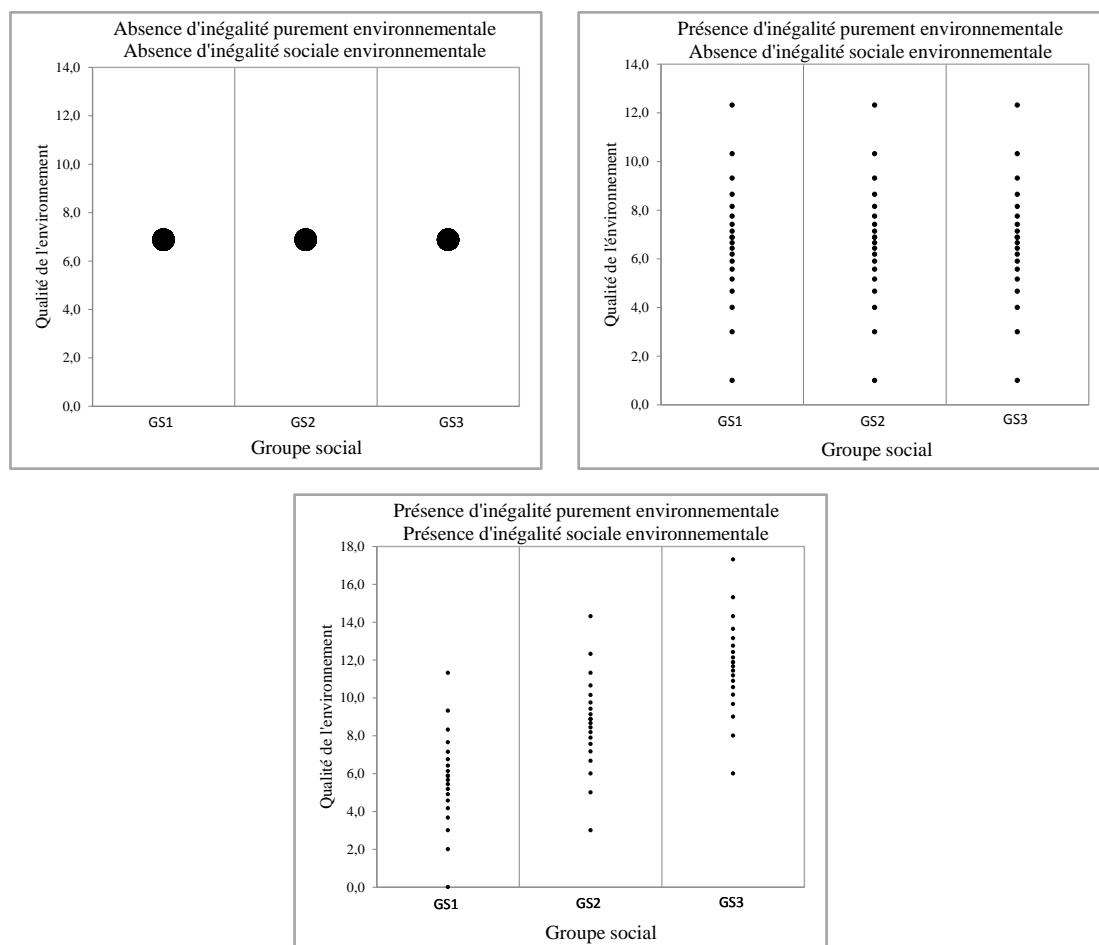 Absence d'inégalité purement environnementale
Absence d'inégalité sociale environnementale
14,0
12,0
10,0
8,0
6,0
4,0
2,0
0,0
Qualité de l'environnement
GS1 GS2 GS3
Groupe social
Présence d'inégalité purement environnementale
Absence d'inégalité sociale environnementale
14,0
12,0
10,0
8,0
6,0
4,0
2,0
0,0
Qualité de l'énvironnement
GS1 GS2 GS3
Groupe social
Présence d'inégalité purement environnementale
Présence d'inégalité sociale environnementale
18,0
16,0
14,0
12,0
10,0
8,0
6,0
4,0
2,0
0,0
Qualité de l'environnement
GS1 GS2 GS3
Groupe social